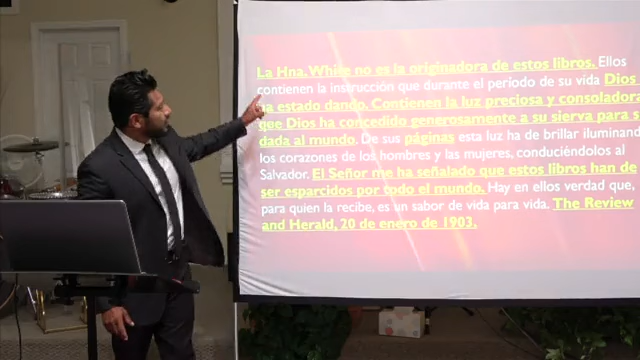 La Hna. White no es la originadora de estos libros. Ellos
contienen la instrucción que durante el período de su vida Dios
ha estado dando. Contienen la luz preciosa y consoladora
que Dios ha concedido generosamente a su sierva para s
dada al mundo. De sus páginas esta luz ha de brillar iluminand
los corazones de los hombres y las mujeres, conduciéndolos al
Salvador. El Señor me ha señalado que estos libros han de
ser esparcidos por todo el mundo. Hay en ellos verdad que,
para quien la recibe, es un sabor de vida para vida. The Review
and Herald, 20 de enero de 1903.